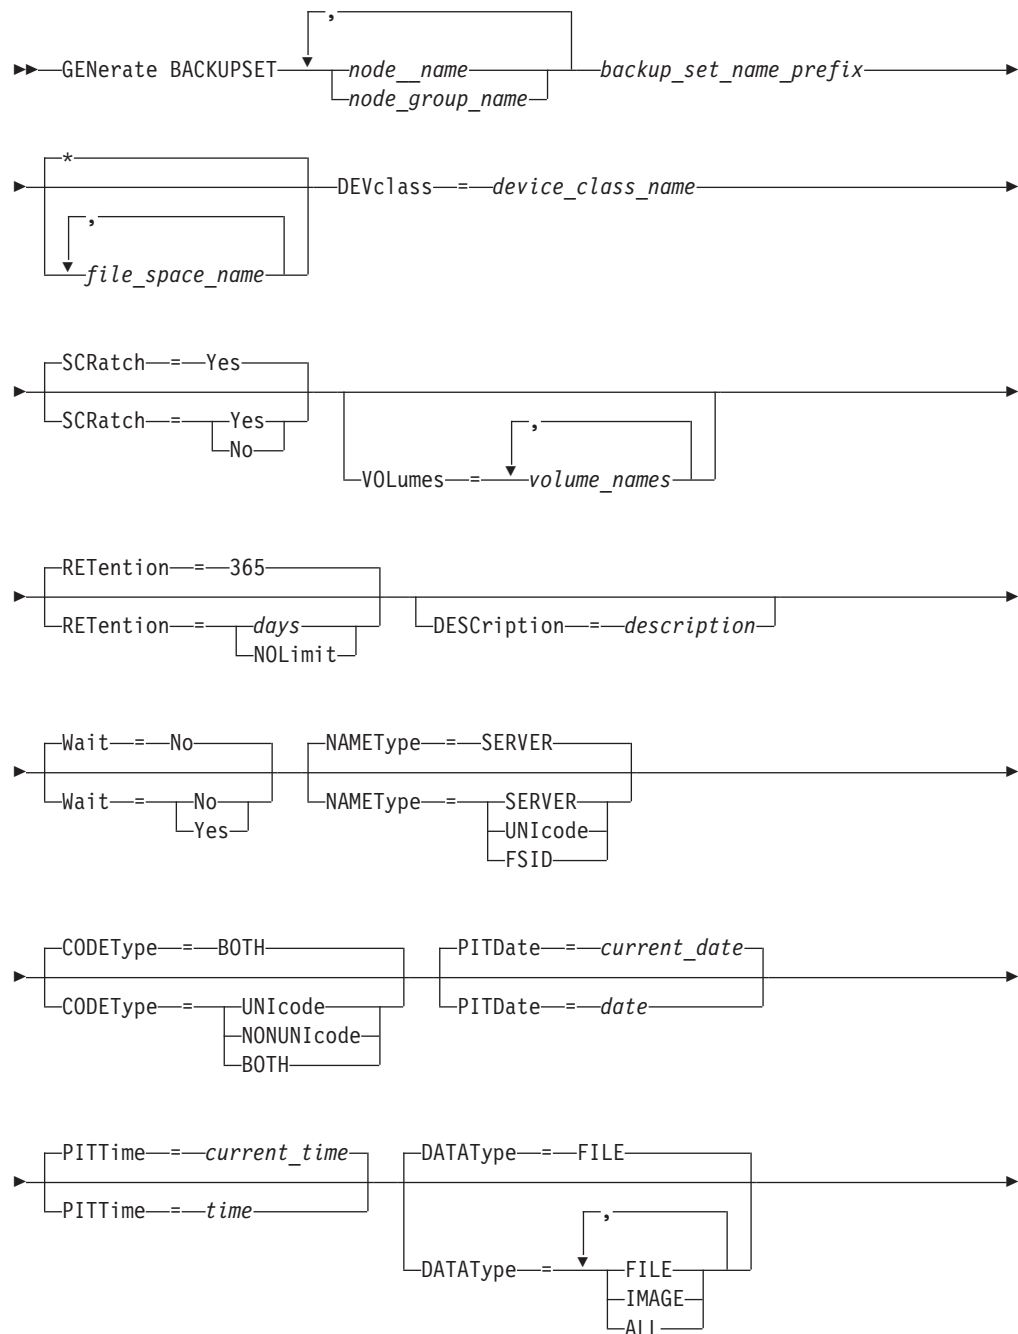 ,
GENerate BACKUPSET node__name backup_set_name_prefix
node_group_name
*
DEVclass = device_class_name
,
file_space_name
SCRatch = Yes
SCRatch = Yes
No
,
VOLumes = volume_names
RETention = 365
RETention = days
NOLimit
DESCription = description
Wait = No
NAMEType = SERVER
Wait = No
Yes
NAMEType = SERVER
UNIcode
FSID
CODEType = BOTH
PITDate = current_date
CODEType = UNIcode
NONUNIcode
BOTH
PITDate = date
PITTime = current_time
DATAType = FILE
PITTime = time
,
DATAType = FILE
IMAGE
ALL